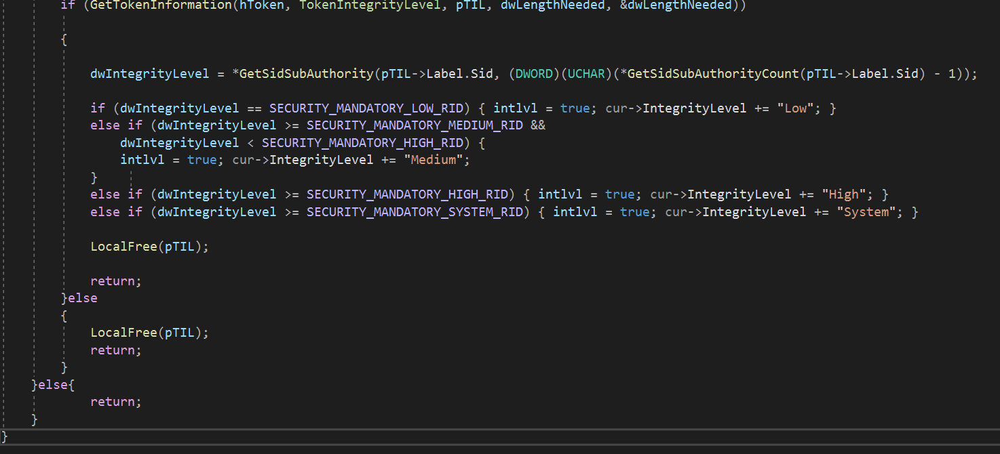 if (GetTokenInformation(hToken, TokenIntegrityLevel, pTIL, dwLengthNeeded, &dwLengthNeeded))
{
dwIntegrityLevel = *GetSidSubAuthority(pTIL->Label.Sid, (DWORD)(UCHAR)(*GetSidSubAuthorityCount(pTIL->Label.Sid) - 1));
if (dwIntegrityLevel == SECURITY_MANDATORY_LOW_RID) { intlvl = true; cur->IntegrityLevel += "Low"; }
else if (dwIntegrityLevel >= SECURITY_MANDATORY_MEDIUM_RID &&
dwIntegrityLevel < SECURITY_MANDATORY_HIGH_RID) {
intlvl = true; cur->IntegrityLevel += "Medium";
}
else if (dwIntegrityLevel >= SECURITY_MANDATORY_HIGH_RID) { intlvl = true; cur->IntegrityLevel += "High"; }
else if (dwIntegrityLevel >= SECURITY_MANDATORY_SYSTEM_RID) { intlvl = true; cur->IntegrityLevel += "System"; }
LocalFree(pTIL);
return;
}else
{
LocalFree(pTIL);
return;
}
}else{
return;
}
}